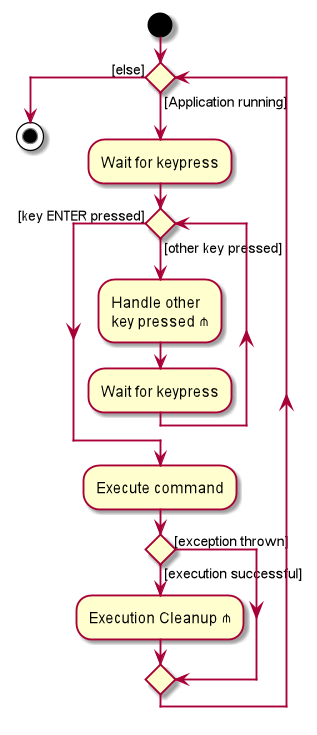 [else]
[Application running]
Wait for keypress
[key ENTER pressed]
[other key pressed]
Handle other
key pressed ⫛
Wait for keypress
Execute command
[exception thrown]
[execution successful]
Execution Cleanup ⫛